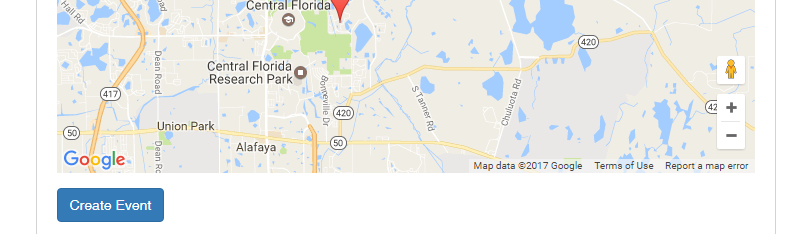 Hall Rd
Central Florida
420
Dean Road
Central Florida
Research Park
417
Bonneville Dr
420
S Tanner Rd
Chuluota Rd
42
50
Union Park
Alafaya
50
50
Dean Road
Google
Map data ©2017 Google Terms of Use Report a map error
Create Event